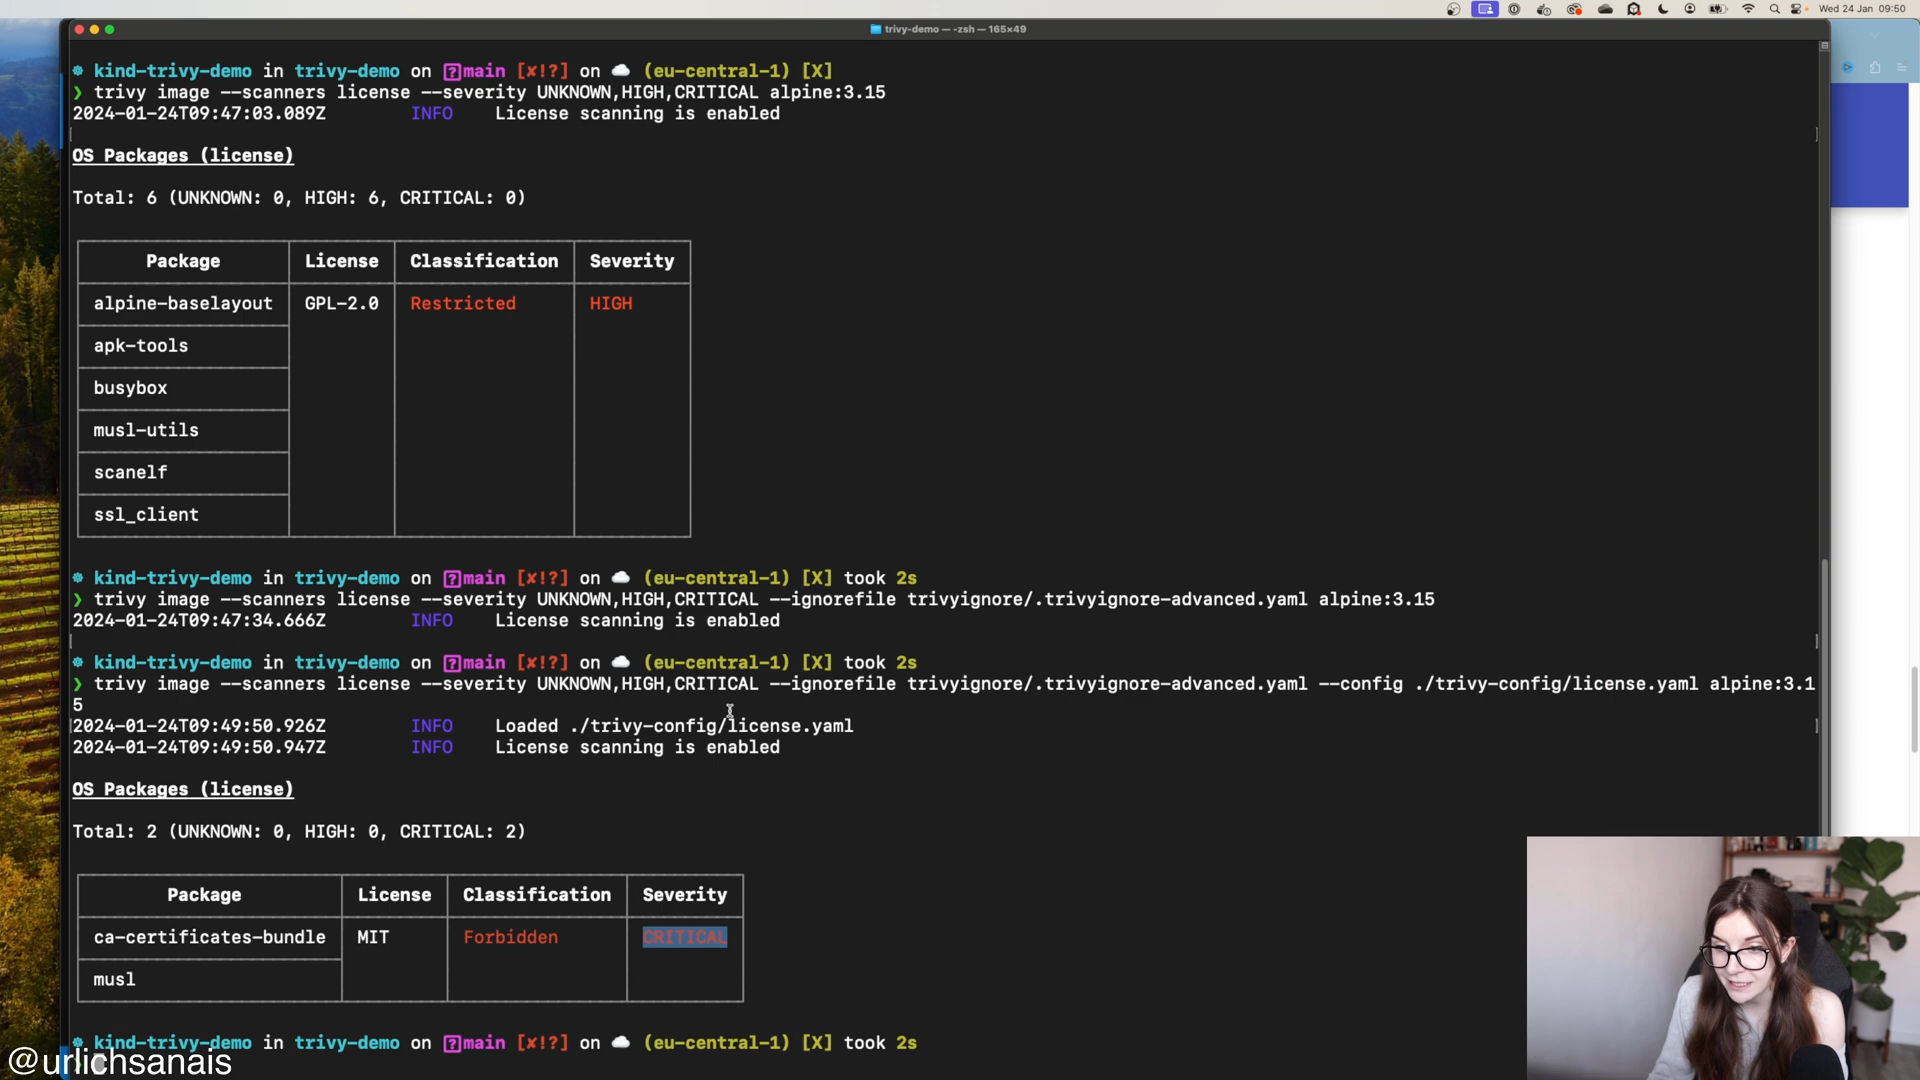 trivy-demo — -zsh — 165×49
Wed 24 Jan 09:50
kind-trivy-demo in trivy-demo on ?main [✘!?] on ☁️ (eu-central-1) [X]
❯ trivy image --scanners license --severity UNKNOWN,HIGH,CRITICAL alpine:3.15
2024-01-24T09:47:03.089Z INFO License scanning is enabled
OS Packages (license)
Total: 6 (UNKNOWN: 0, HIGH: 6, CRITICAL: 0)
Package License Classification Severity
alpine-baselayout GPL-2.0 Restricted HIGH
apk-tools
busybox
musl-utils
scanelf
ssl_client
kind-trivy-demo in trivy-demo on ?main [✘!?] on ☁️ (eu-central-1) [X] took 2s
❯ trivy image --scanners license --severity UNKNOWN,HIGH,CRITICAL --ignorefile trivyignore/.trivyignore-advanced.yaml alpine:3.15
2024-01-24T09:47:34.666Z INFO License scanning is enabled
kind-trivy-demo in trivy-demo on ?main [✘!?] on ☁️ (eu-central-1) [X] took 2s
❯ trivy image --scanners license --severity UNKNOWN,HIGH,CRITICAL --ignorefile trivyignore/.trivyignore-advanced.yaml --config ./trivy-config/license.yaml alpine:3.1
5
2024-01-24T09:49:50.926Z INFO Loaded ./trivy-config/license.yaml
2024-01-24T09:49:50.947Z INFO License scanning is enabled
OS Packages (license)
Total: 2 (UNKNOWN: 0, HIGH: 0, CRITICAL: 2)
Package License Classification Severity
ca-certificates-bundle MIT Forbidden CRITICAL
musl
kind-trivy-demo in trivy-demo on ?main [✘!?] on ☁️ (eu-central-1) [X] took 2s
@urlichsanais